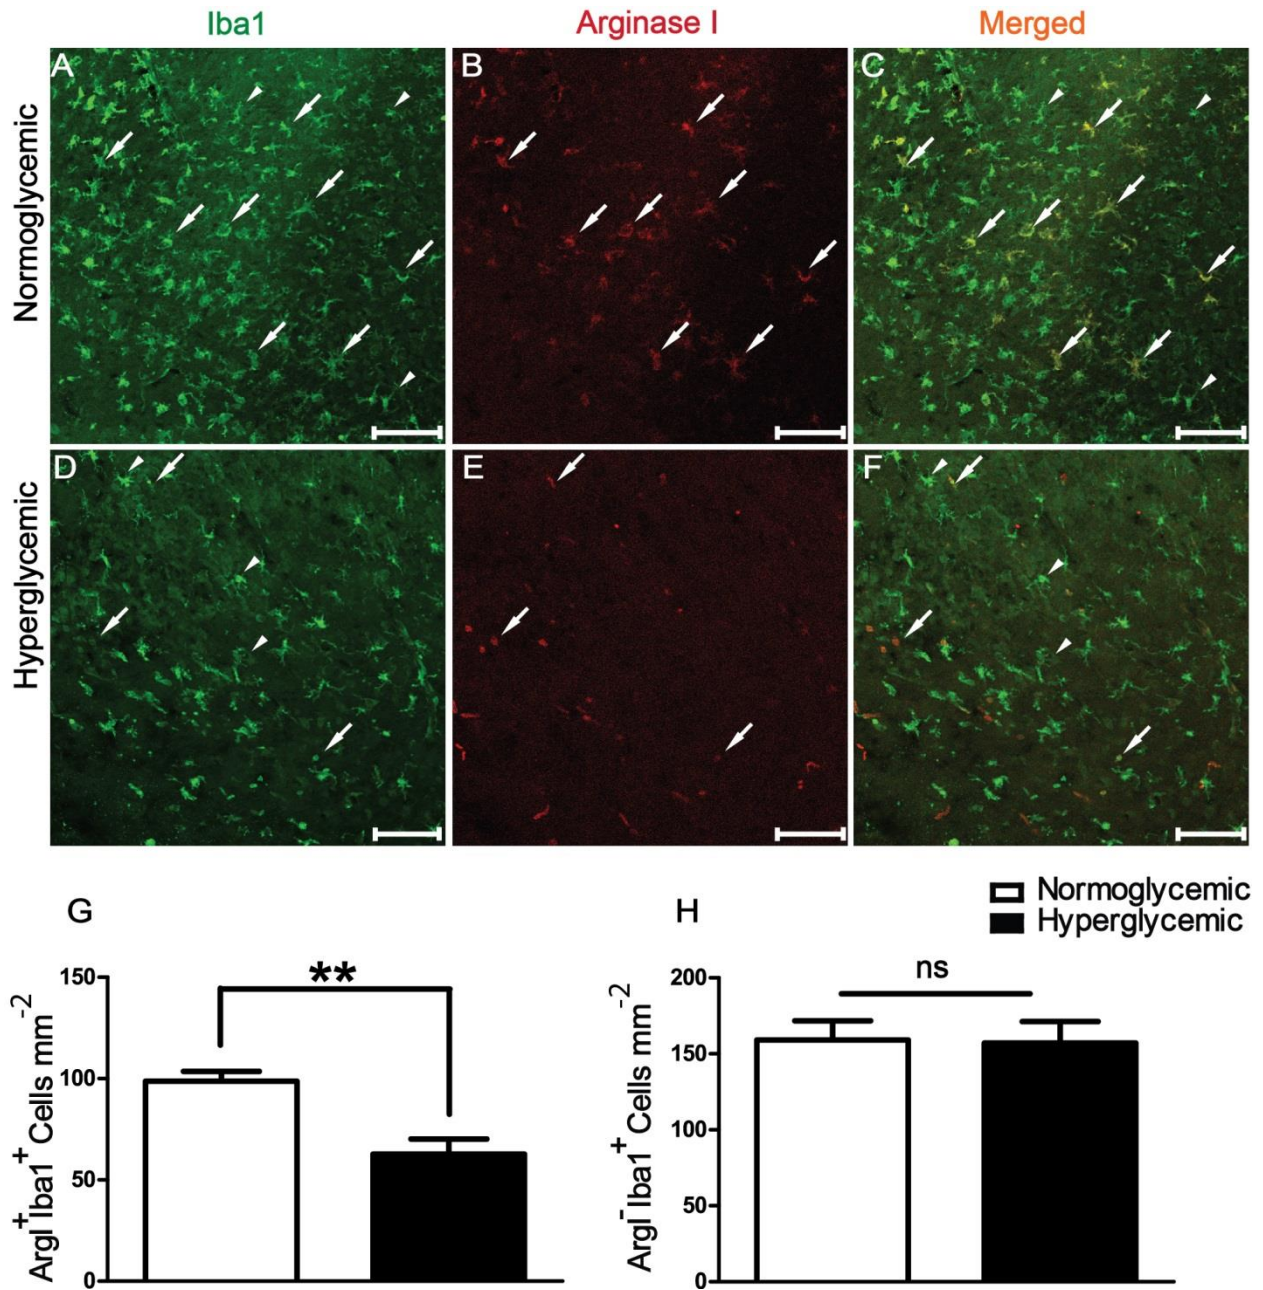 Iba1 Arginase I Merged
Normoglycemic
A B C
Hyperglycemic
D E F
Normoglycemic
Hyperglycemic
G
**
150
100
50
0
ArgI⁺Iba1⁺ Cells mm⁻²
H
ns
200
150
100
50
0
ArgI⁻Iba1⁺ Cells mm⁻²